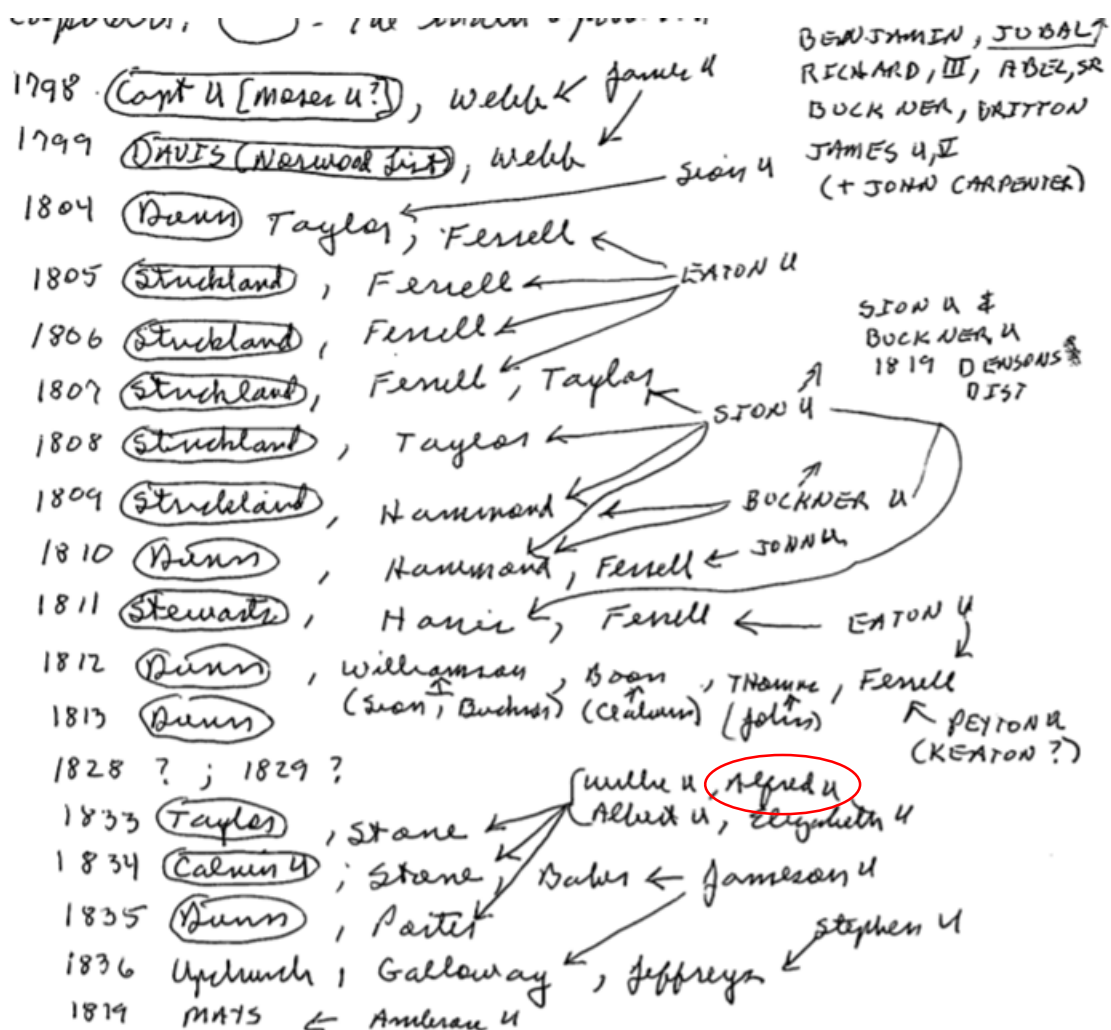 BENJAMIN, JUBAL
1798 Capt U [Moses U?], Webb James U
RICHARD, III, ABEL, SR
BUCKNER, BRITTON
1799 DAVIS (Norwood List), Webb
JAMES U, V
(+ JOHN CARPENTER)
1804 Dunn Taylor, Ferrell Sion U
1805 Strickland, Ferrell EATON U
1806 Strickland, Ferrell
SION U &
BUCKNER U
1819 DENSONS
DIST
1807 Strickland, Ferrell, Taylor
SION U
1808 Strickland, Taylor
1809 Strickland, Hammond BUCKNER U
1810 Dunn, Hammond, Ferrell JOHN U
1811 Stewarts, Harris, Ferrell EATON U
1812 Dunn, Williamson, Boon, Thomas, Ferrell
(Sion, Buckner) (Calvin) (John)
1813 Dunn
PEYTON U
(KEATON?)
1828 ?; 1829 ?
Willie U, Alfred U
Albert U, Elizabeth U
1833 Taylor, Stone
1834 Calvin U; Stone, Baker Jameson U
1835 Dunn, Porter
Stephen U
1836 Upchurch, Galloway, Jeffreys
1819 MAYS Ambrose U